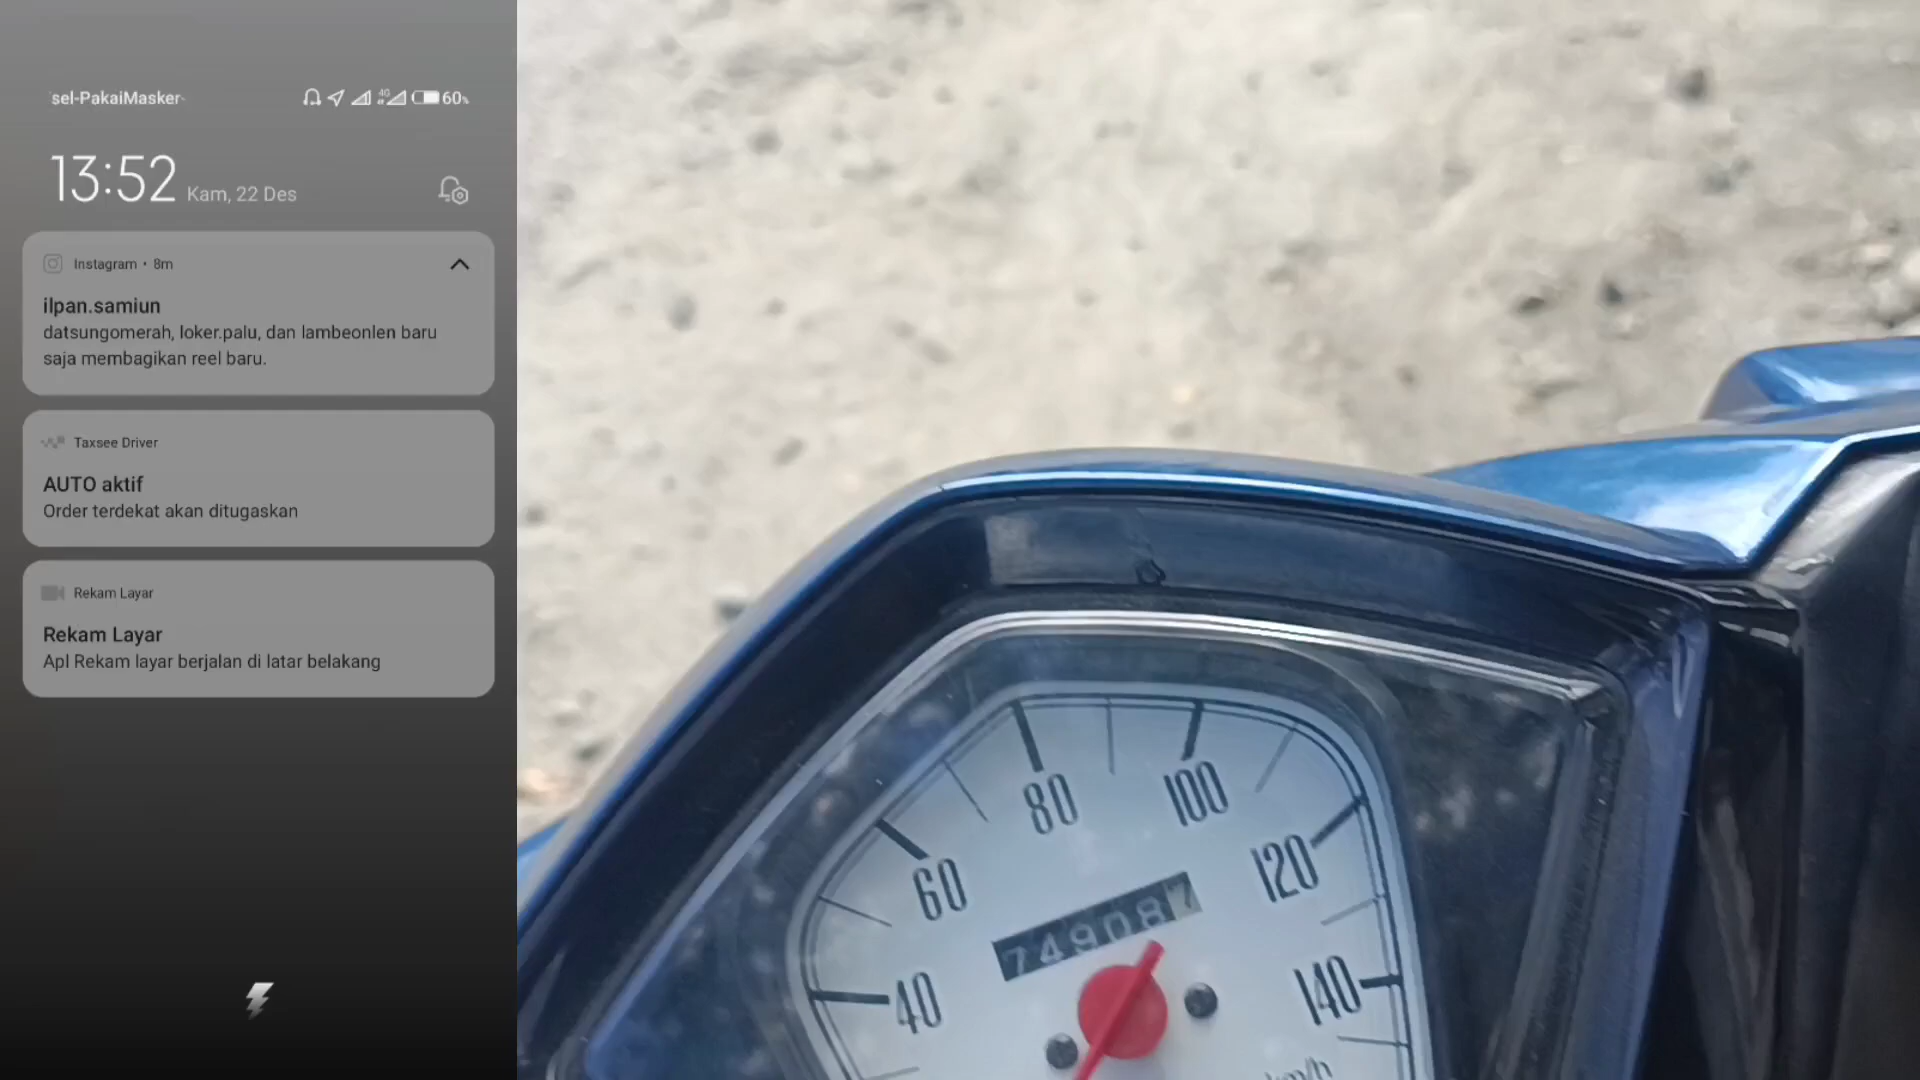 sel-PakaiMasker-
4G
60%
13:52 Kam, 22 Des
Instagram • 8m
ilpan.samiun
datsungomerah, loker.palu, dan lambeonlen baru
saja membagikan reel baru.
Taxsee Driver
AUTO aktif
Order terdekat akan ditugaskan
Rekam Layar
Rekam Layar
Apl Rekam layar berjalan di latar belakang
40
60
80
100
120
140
749087
km/h